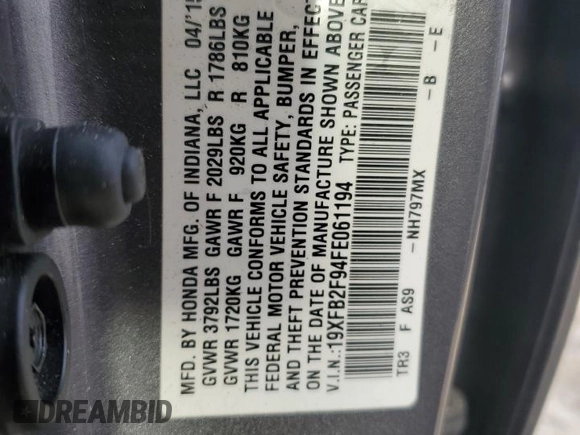 MFD. BY HONDA MFG. OF INDIANA, LLC 04/'15
GVWR 3792LBS GAWR F 2029LBS R 1786LBS
GVWR 1720KG GAWR F 920KG R 810KG
THIS VEHICLE CONFORMS TO ALL APPLICABLE
FEDERAL MOTOR VEHICLE SAFETY, BUMPER,
AND THEFT PREVENTION STANDARDS IN EFFECT
ON THE DATE OF MANUFACTURE SHOWN ABOVE
V.I.N.:19XFB2F94FE061194 TYPE: PASSENGER CAR
NH797MX – B – E
TR3 F AS9
DREAMBID